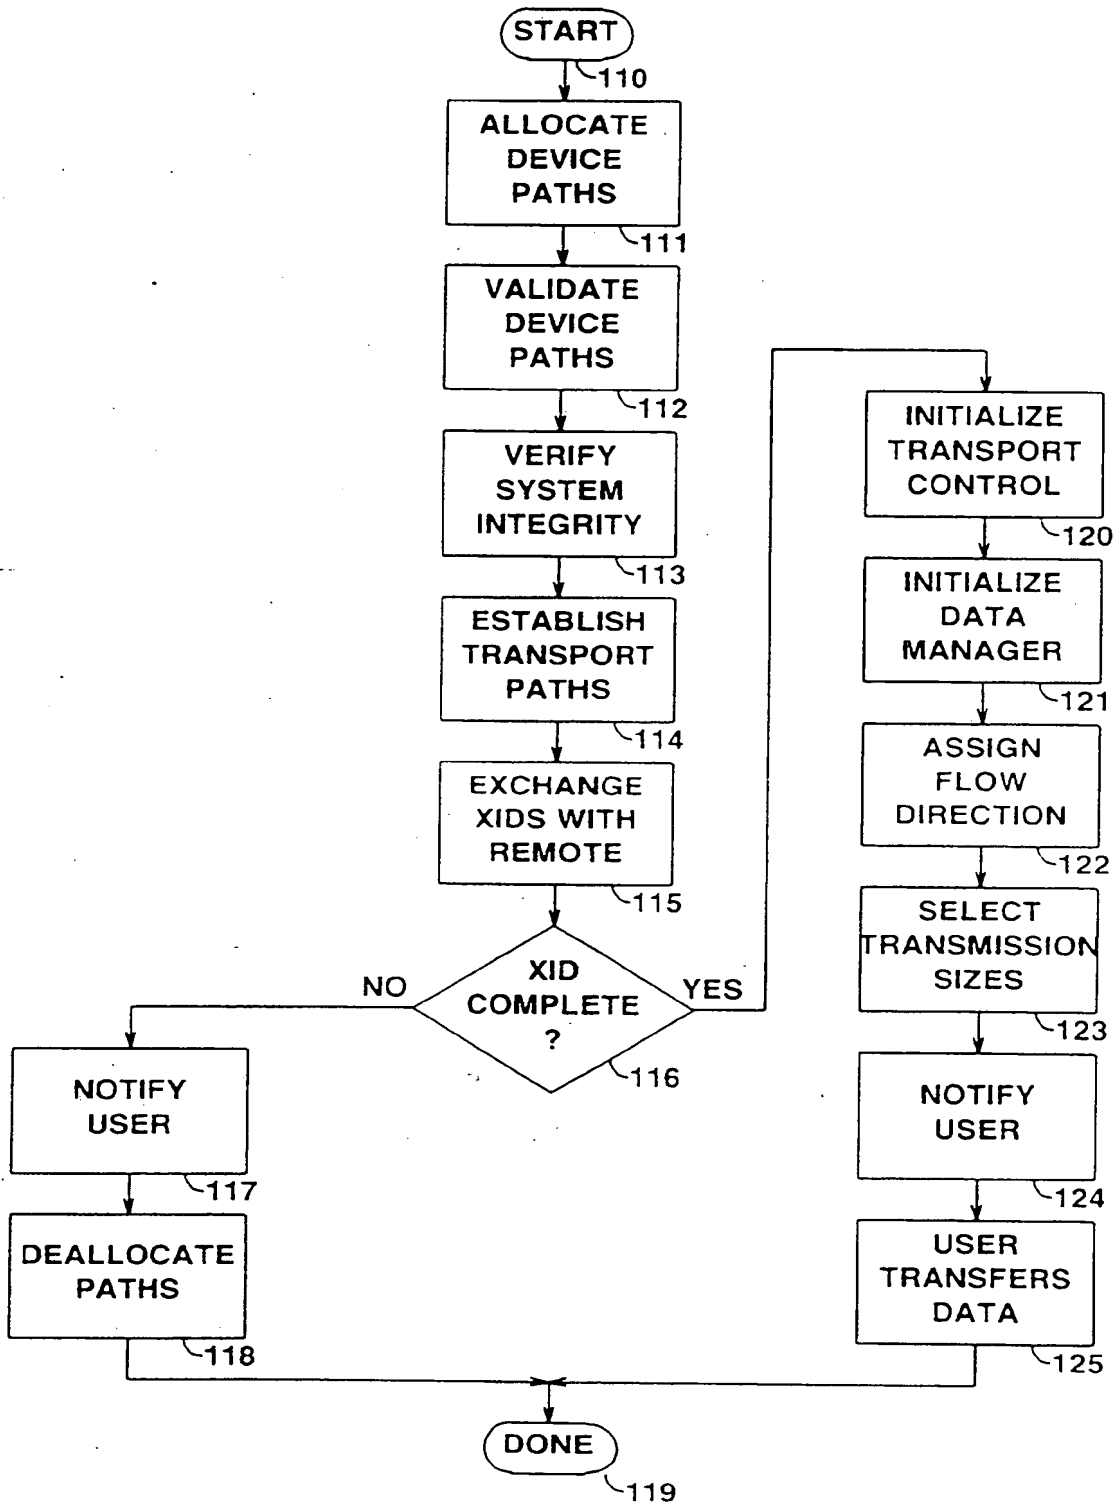 START
110
ALLOCATE
DEVICE
PATHS
111
VALIDATE
DEVICE
PATHS
112
VERIFY
SYSTEM
INTEGRITY
113
ESTABLISH
TRANSPORT
PATHS
114
EXCHANGE
XIDS WITH
REMOTE
115
XID
COMPLETE
?
116
NO
YES
NOTIFY
USER
117
DEALLOCATE
PATHS
118
INITIALIZE
TRANSPORT
CONTROL
120
INITIALIZE
DATA
MANAGER
121
ASSIGN
FLOW
DIRECTION
122
SELECT
TRANSMISSION
SIZES
123
NOTIFY
USER
124
USER
TRANSFERS
DATA
125
DONE
119